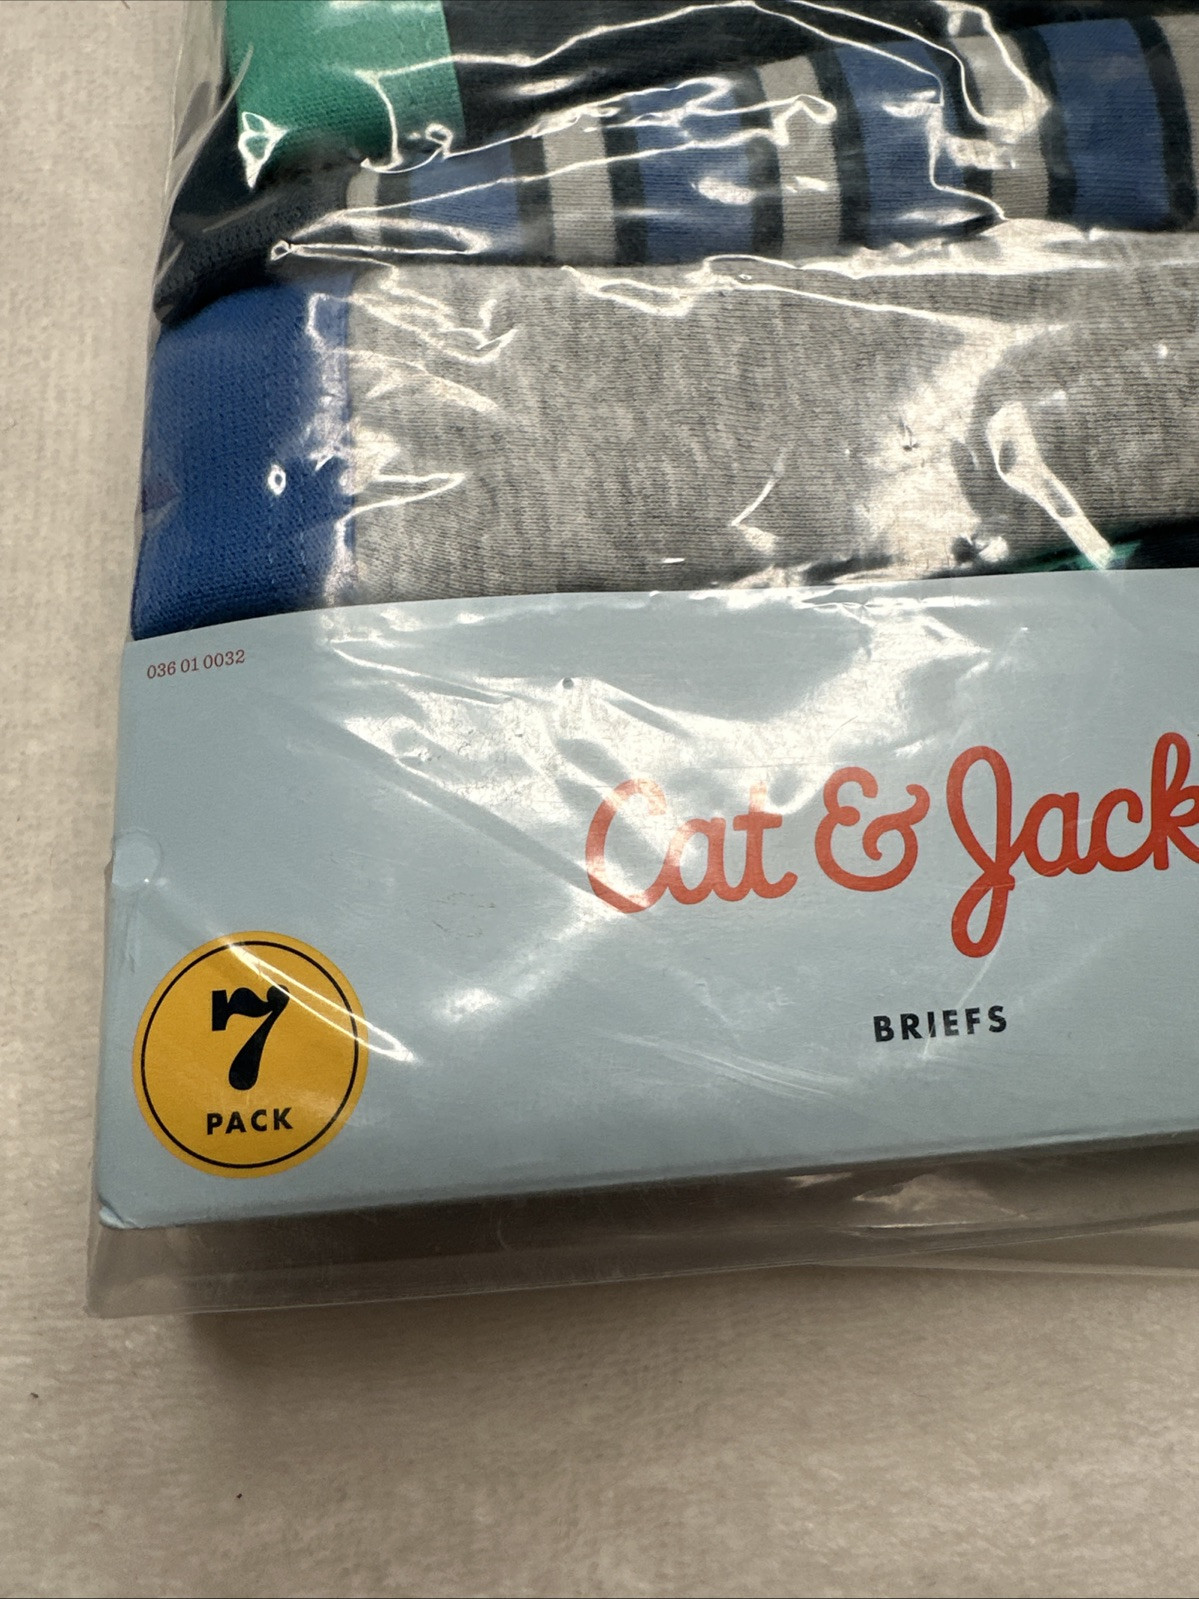 036 01 0032
Cat & Jack
BRIEFS
7
PACK